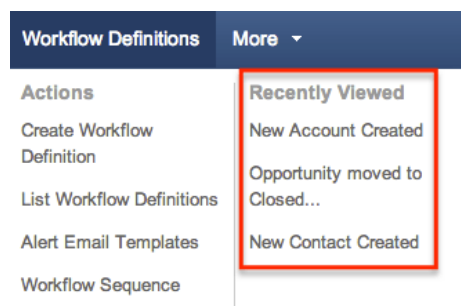 Workflow Definitions More
Actions
Create Workflow
Definition
List Workflow Definitions
Alert Email Templates
Workflow Sequence
Recently Viewed
New Account Created
Opportunity moved to
Closed...
New Contact Created